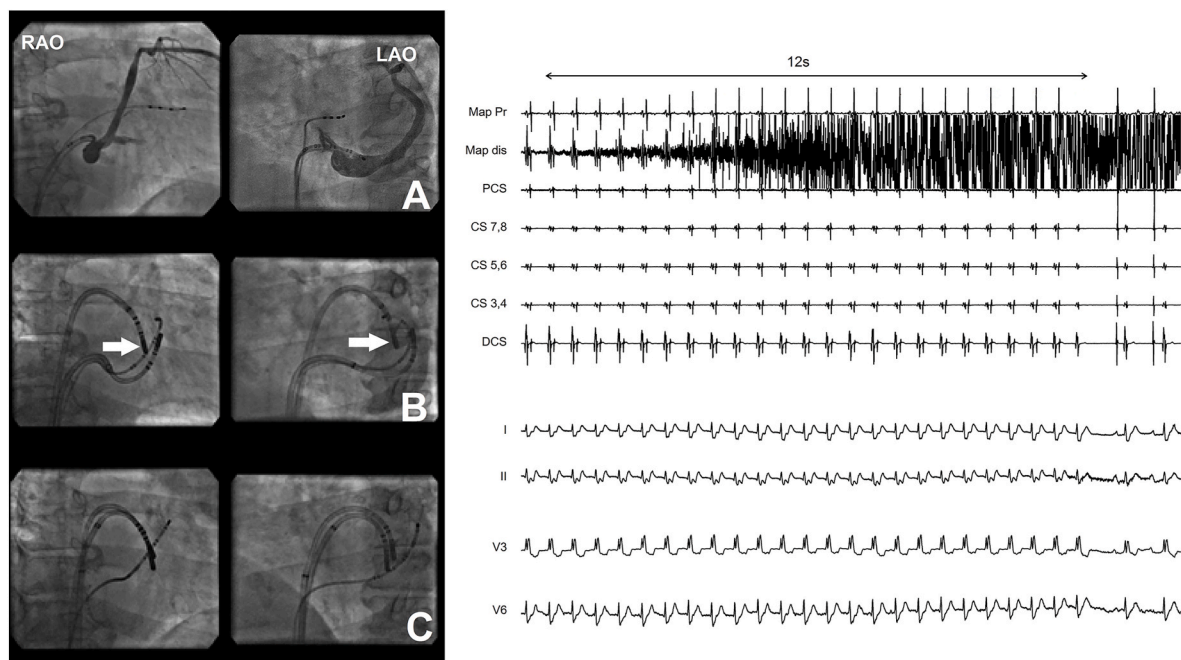 RAO
LAO
A
B
C
12s
Map Pr
Map dis
PCS
CS 7,8
CS 5,6
CS 3,4
DCS
I
II
V3
V6